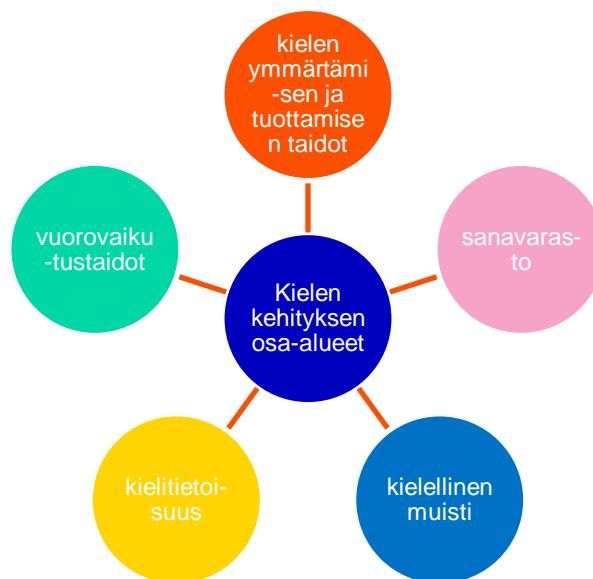 kielen
ymmärtämi
-sen ja
tuottamise
n taidot
vuorovaiku
-tustaidot
sanavaras-
to
Kielen
kehityksen
osa-alueet
kielitietoi-
suus
kielellinen
muisti